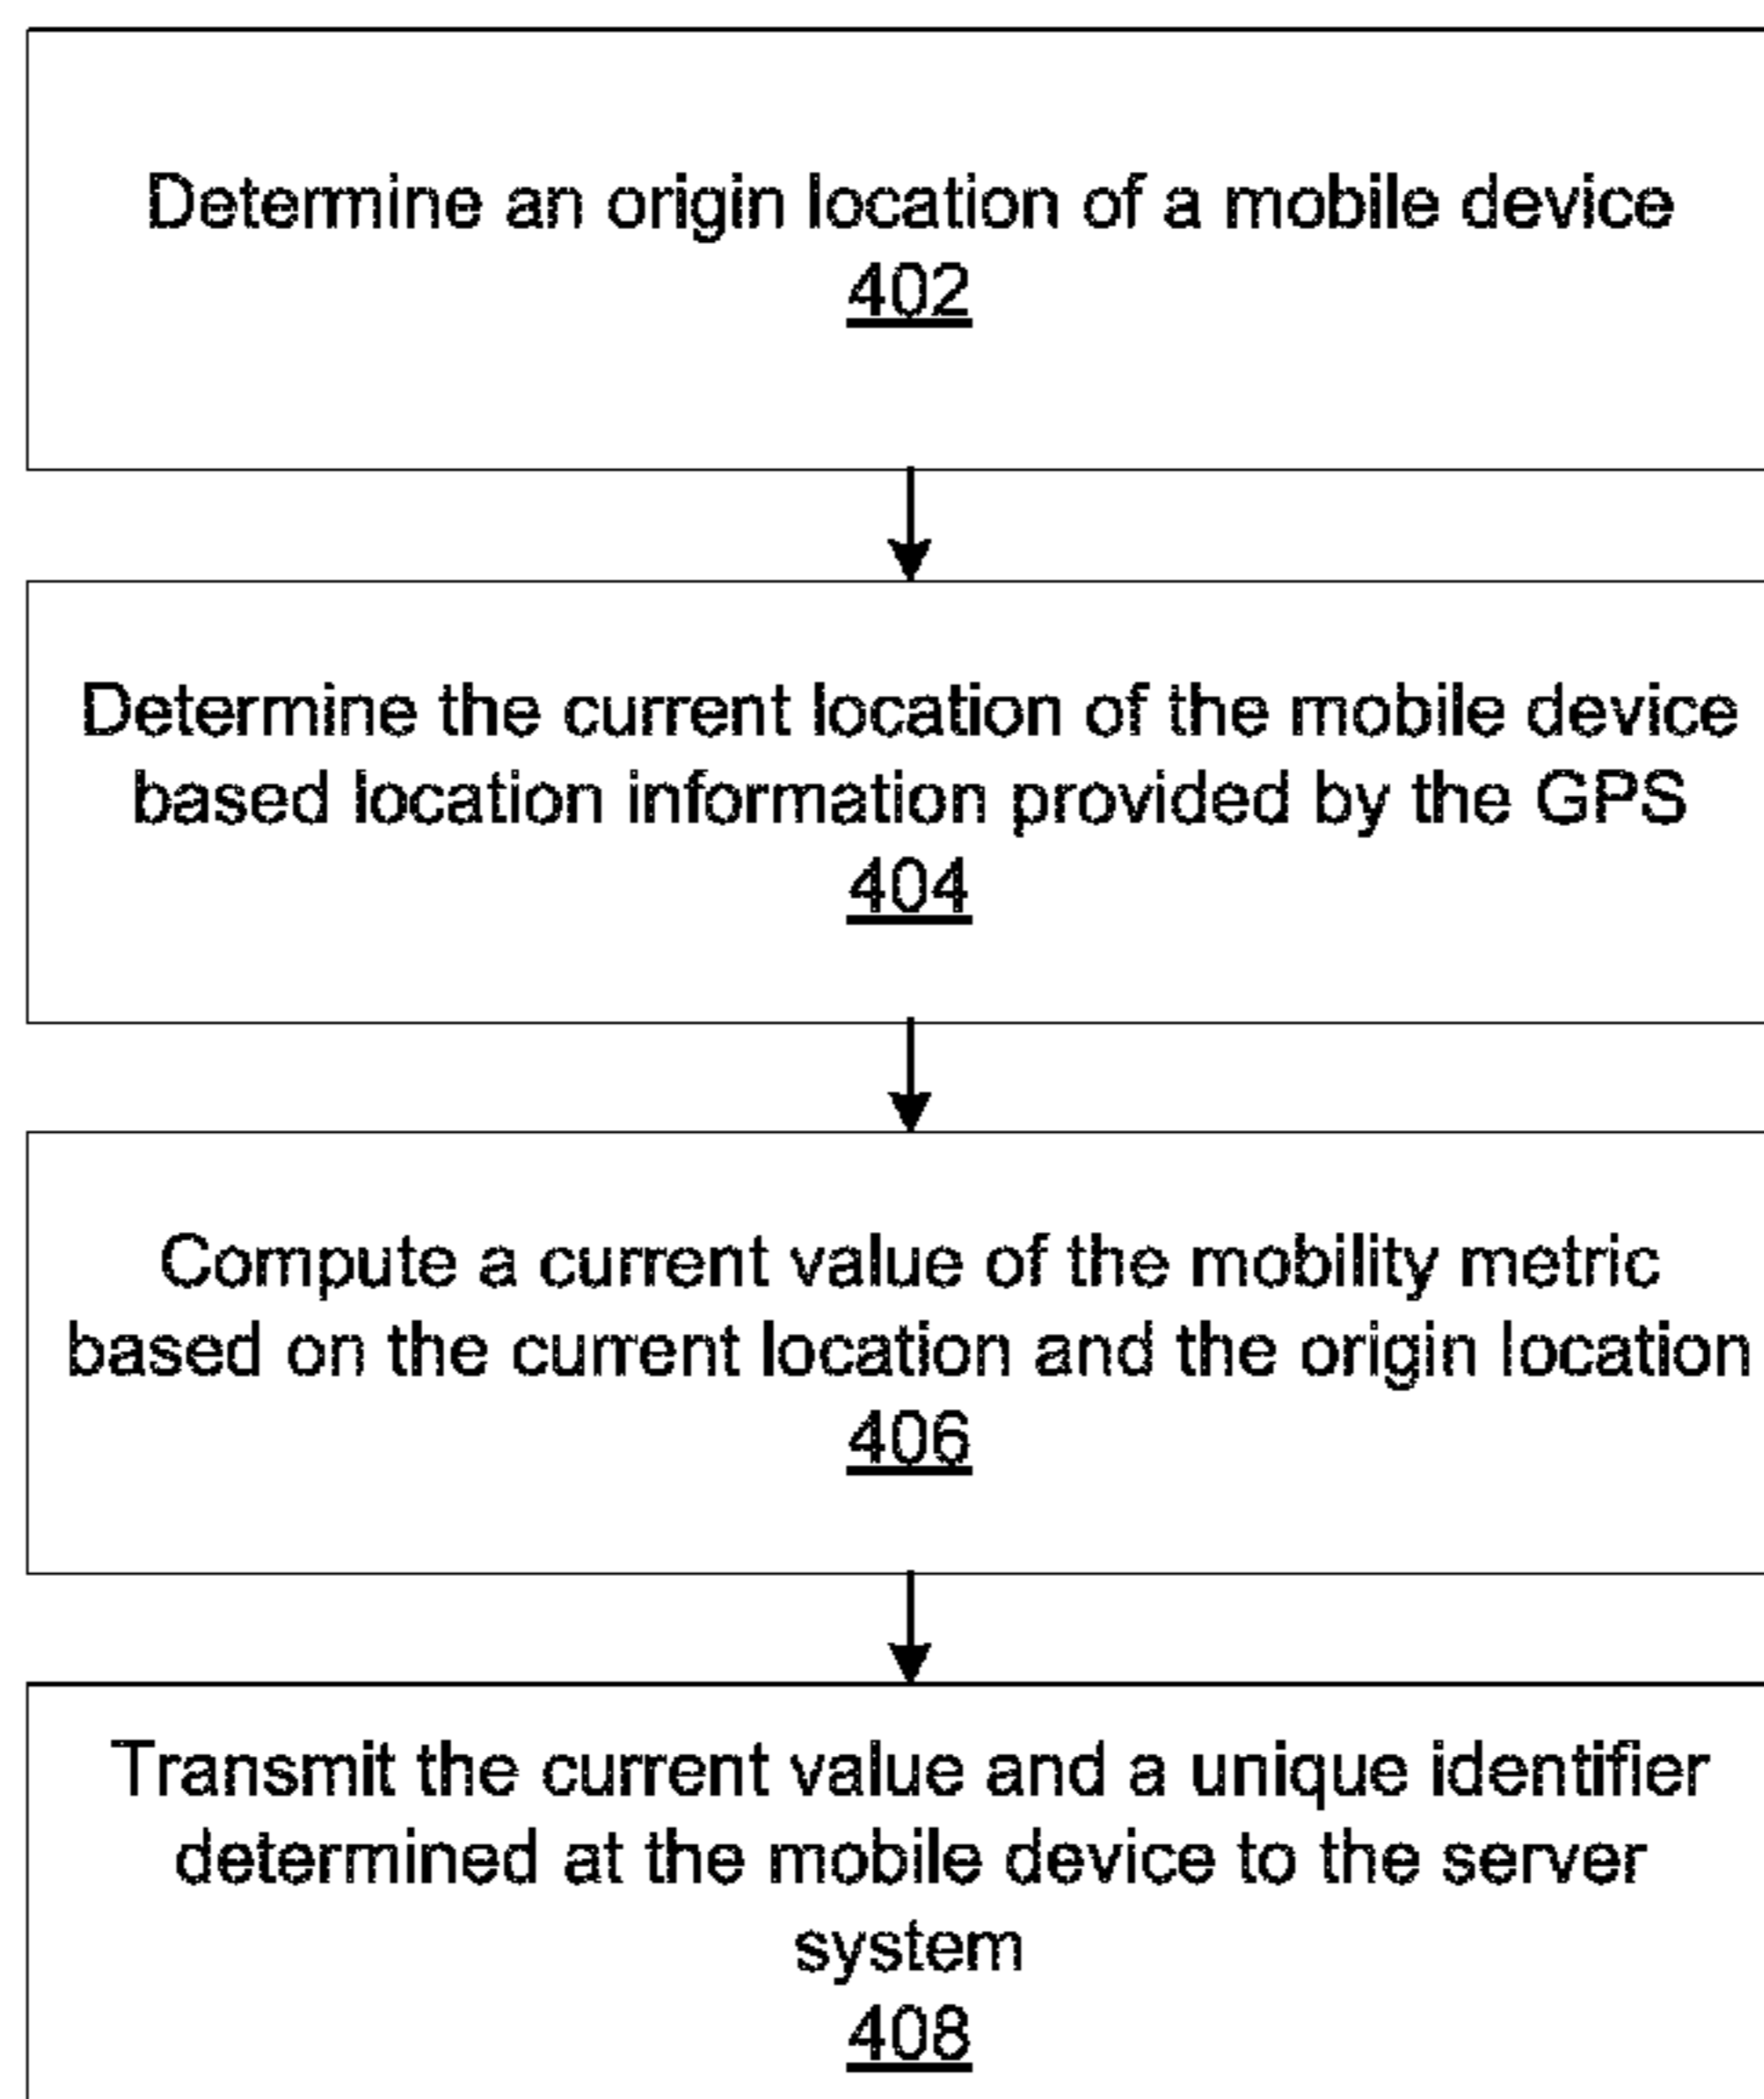 Determine an origin location of a mobile device
402
Determine the current location of the mobile device
based location information provided by the GPS
404
Compute a current value of the mobility metric
based on the current location and the origin location
406
Transmit the current value and a unique identifier
determined at the mobile device to the server
system
408